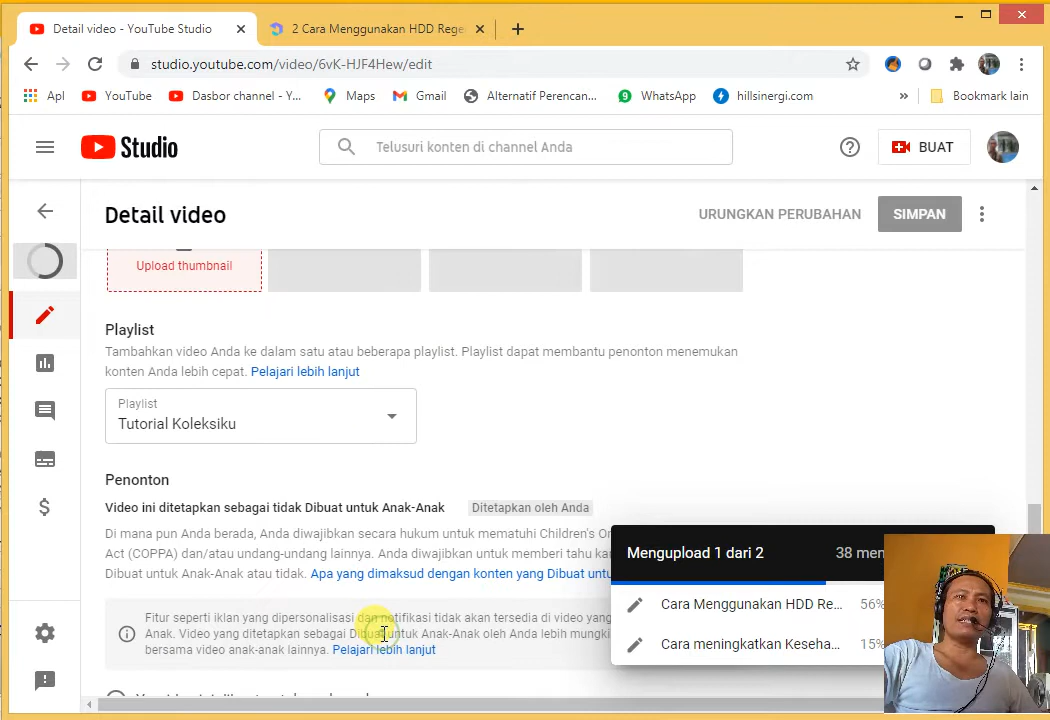 Detail video - YouTube Studio
2 Cara Menggunakan HDD Rege
studio.youtube.com/video/6vK-HJF4Hew/edit
Apl
YouTube
Dasbor channel - Y...
Maps
Gmail
Alternatif Perencan...
WhatsApp
hillsinergi.com
»
Bookmark lain
Studio
Telusuri konten di channel Anda
BUAT
Detail video
URUNGKAN PERUBAHAN
SIMPAN
Upload thumbnail
Playlist
Tambahkan video Anda ke dalam satu atau beberapa playlist. Playlist dapat membantu penonton menemukan
konten Anda lebih cepat. Pelajari lebih lanjut
Playlist
Tutorial Koleksiku
Penonton
Video ini ditetapkan sebagai tidak Dibuat untuk Anak-Anak
Ditetapkan oleh Anda
Di mana pun Anda berada, Anda diwajibkan secara hukum untuk mematuhi Children's On
Act (COPPA) dan/atau undang-undang lainnya. Anda diwajibkan untuk memberi tahu kam
Dibuat untuk Anak-Anak atau tidak. Apa yang dimaksud dengan konten yang Dibuat untu
Fitur seperti iklan yang dipersonalisasi dan notifikasi tidak akan tersedia di video yang
Anak. Video yang ditetapkan sebagai Dibuat untuk Anak-Anak oleh Anda lebih mungki
bersama video anak-anak lainnya. Pelajari lebih lanjut
Mengupload 1 dari 2
38 men
Cara Menggunakan HDD Re...
56%
Cara meningkatkan Keseha...
15%